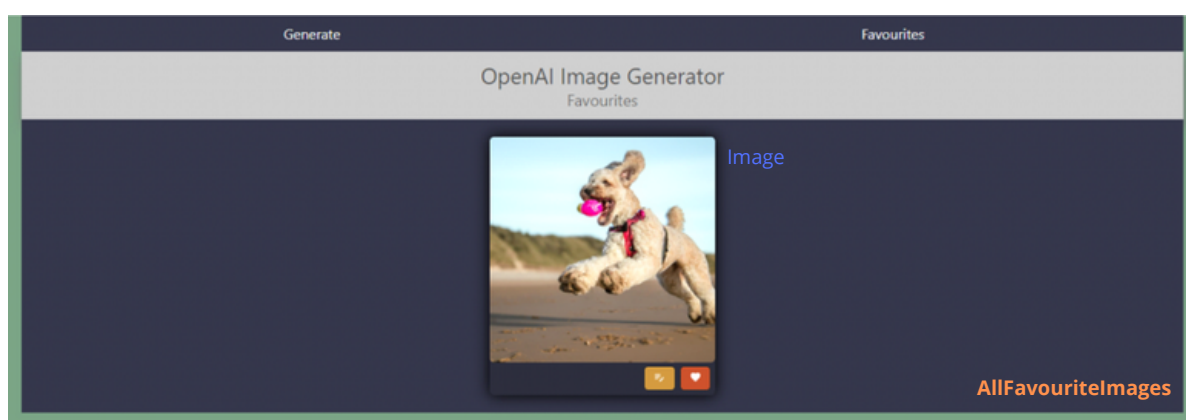 Generate
Favourites
OpenAI Image Generator
Favourites
Image
AllFavouriteImages